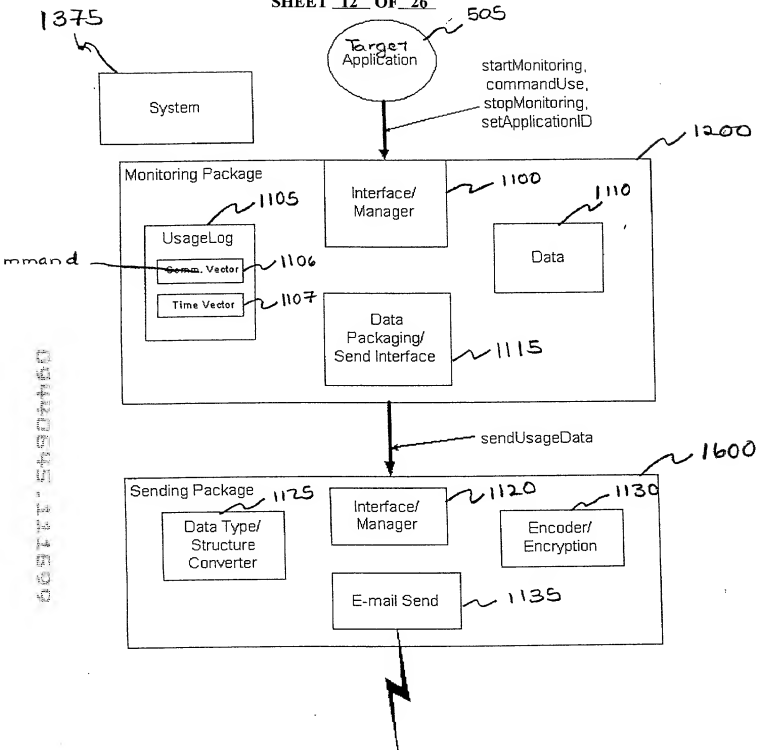 SHEET 12 OF 26
1375
505
Target
Application
System
startMonitoring,
commandUse,
stopMonitoring,
setApplicationID
1200
Monitoring Package
1105
UsageLog
mmand
Comm. Vector
1106
Time Vector
1107
Interface/
Manager
1100
1110
Data
Data
Packaging/
Send Interface
1115
sendUsageData
1600
Sending Package
1125
Data Type/
Structure
Converter
Interface/
Manager
1120
1130
Encoder/
Encryption
E-mail Send
1135